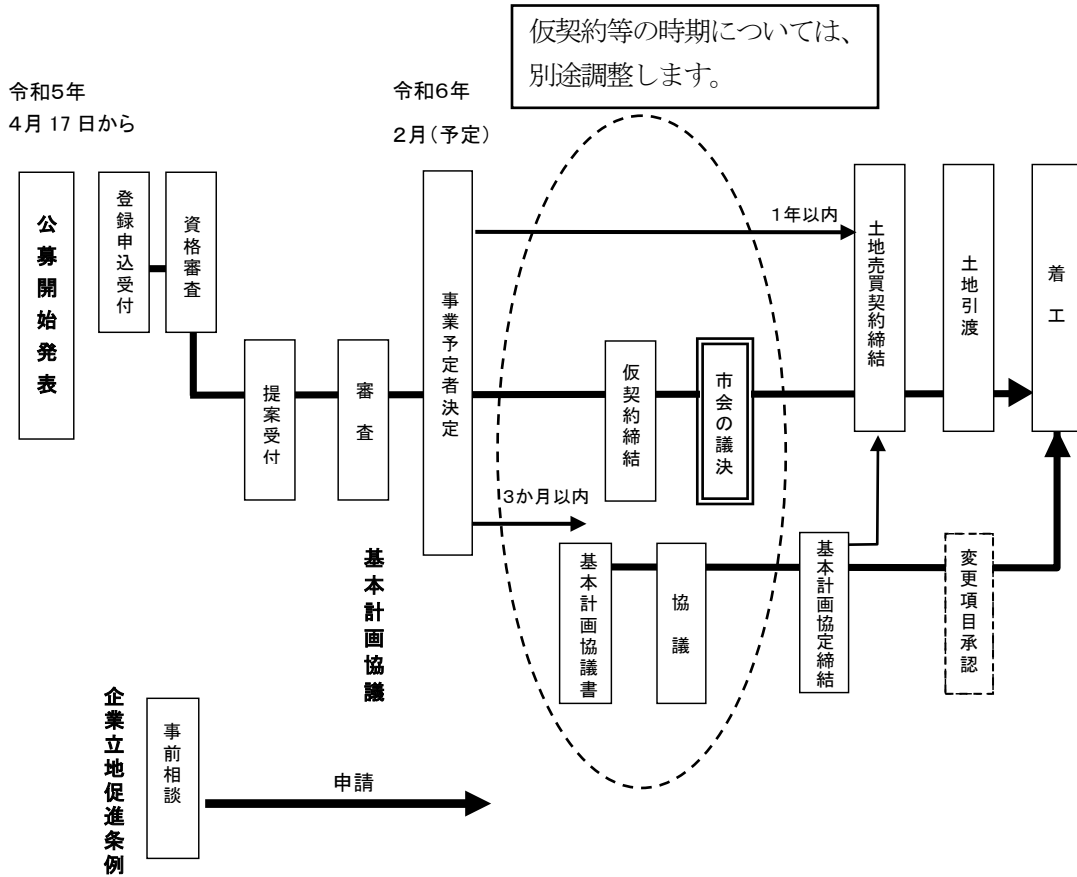 仮契約等の時期については、
別途調整します。
令和5年
4月 17 日から
令和6年
2月(予定)
公募開始発表
登録申込受付
資格審査
提案受付
審査
事業予定者決定
1年以内
仮契約締結
市会の議決
土地売買契約締結
土地引渡
着工
3か月以内
基本計画協議
基本計画協議書
協議
基本計画協定締結
変更項目承認
企業立地促進条例
事前相談
申請